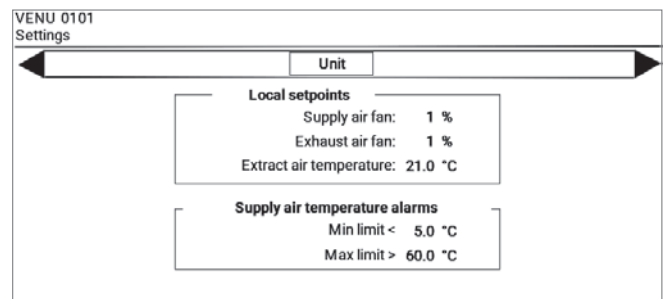 VENU 0101
Settings
Unit
Local setpoints
Supply air fan: 1 %
Exhaust air fan: 1 %
Extract air temperature: 21.0 °C
Supply air temperature alarms
Min limit < 5.0 °C
Max limit > 60.0 °C